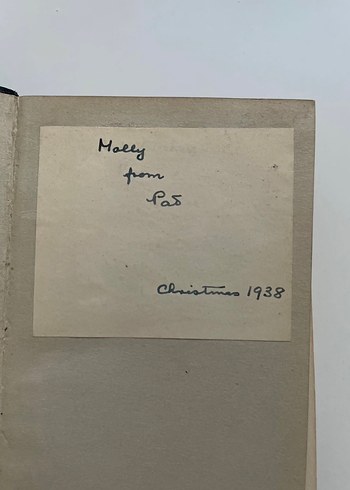 Molly
from
Pat
Christmas 1938